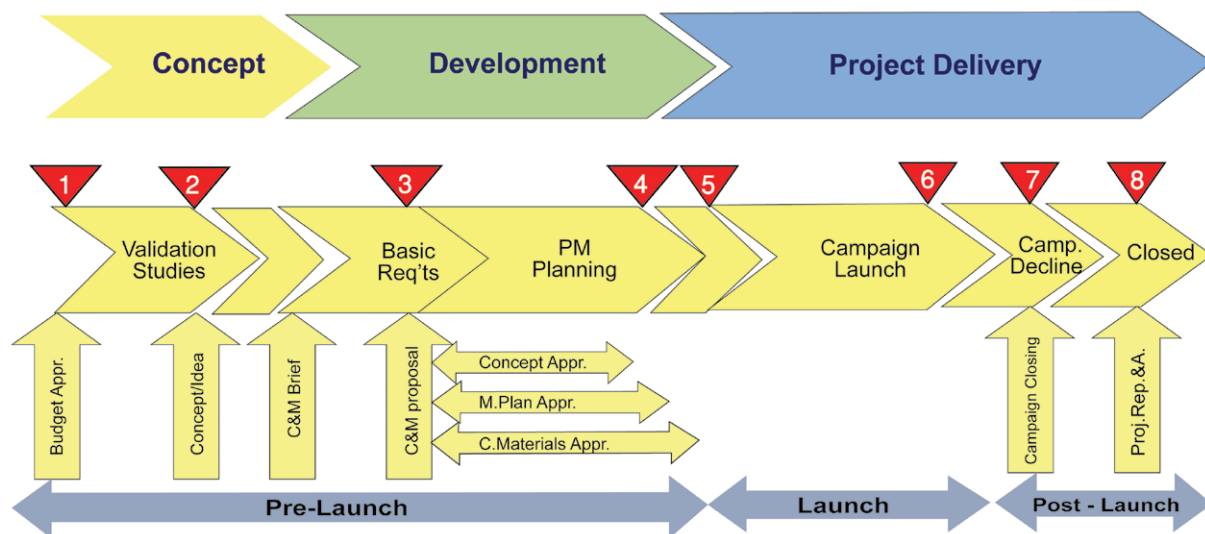 Concept
Development
Project Delivery
1
2
3
4
5
6
7
8
Validation
Studies
Basic
Req'ts
PM
Planning
Campaign
Launch
Camp.
Decline
Closed
Budget Appr.
Concept/Idea
C&M Brief
C&M proposal
Concept Appr.
M.Plan Appr.
C.Materials Appr.
Campaign Closing
Proj.Rep.&A.
Pre-Launch
Launch
Post - Launch